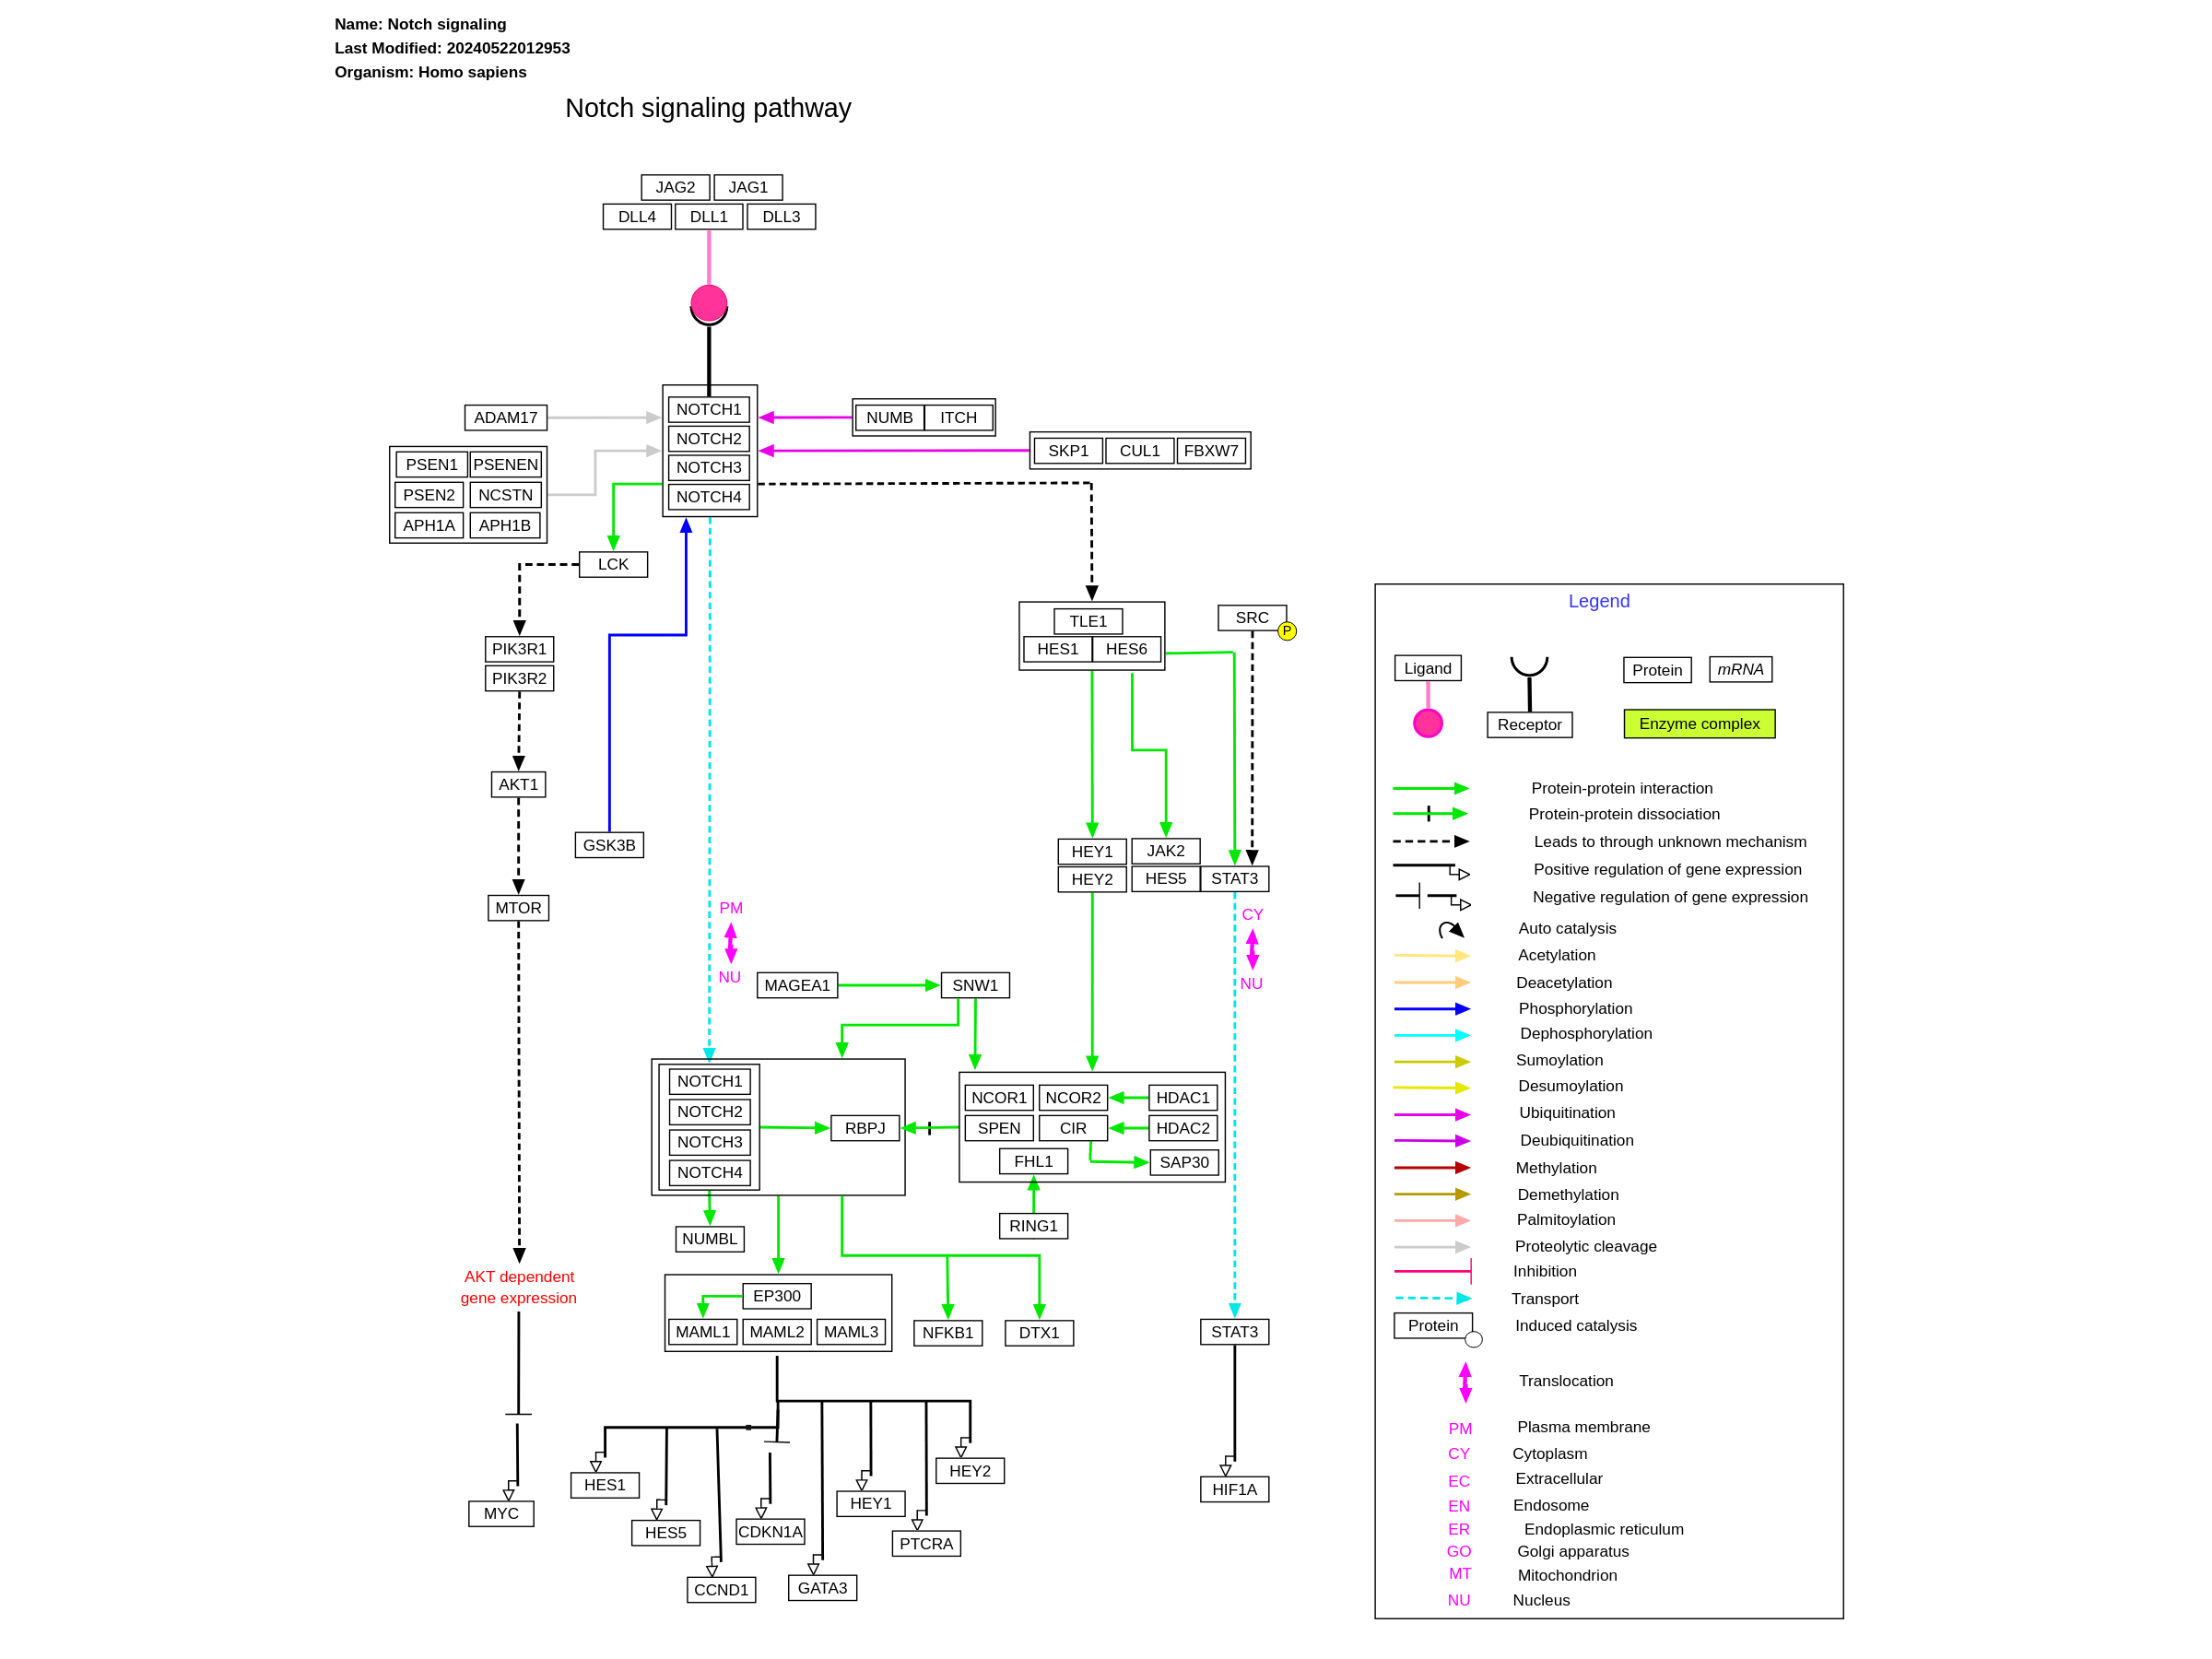 Name: Notch signaling
Last Modified: 20240522012953
Organism: Homo sapiens
Notch signaling pathway
JAG2 JAG1
DLL4 DLL1 DLL3
ADAM17
NOTCH1
NOTCH2
NOTCH3
NOTCH4
NUMB ITCH
SKP1 CUL1 FBXW7
PSEN1 PSENEN
PSEN2 NCSTN
APH1A APH1B
LCK
PIK3R1
PIK3R2
AKT1
GSK3B
MTOR
TLE1
HES1 HES6
SRC
P
HEY1 JAK2
HEY2 HES5 STAT3
PM
NU
CY
NU
MAGEA1 SNW1
NOTCH1
NOTCH2
NOTCH3
NOTCH4
RBPJ
NCOR1 NCOR2 HDAC1
SPEN CIR HDAC2
FHL1 SAP30
RING1
NUMBL
AKT dependent
gene expression
EP300
MAML1 MAML2 MAML3
NFKB1 DTX1
STAT3
MYC
HES1
HES5
CCND1
CDKN1A
GATA3
HEY1
PTCRA
HEY2
HIF1A
Legend
Ligand
Receptor
Protein mRNA
Enzyme complex
Protein-protein interaction
Protein-protein dissociation
Leads to through unknown mechanism
Positive regulation of gene expression
Negative regulation of gene expression
Auto catalysis
Acetylation
Deacetylation
Phosphorylation
Dephosphorylation
Sumoylation
Desumoylation
Ubiquitination
Deubiquitination
Methylation
Demethylation
Palmitoylation
Proteolytic cleavage
Inhibition
Transport
Protein Induced catalysis
Translocation
PM Plasma membrane
CY Cytoplasm
EC Extracellular
EN Endosome
ER Endoplasmic reticulum
GO Golgi apparatus
MT Mitochondrion
NU Nucleus